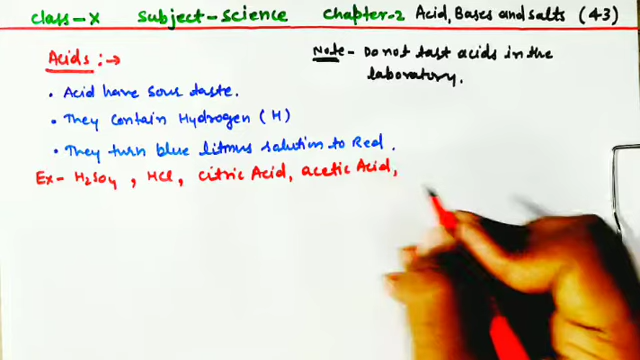 Class-X Subject-Science Chapter-2 Acid, Bases and salts (43)
Acids :→
Note - Do not tast acids in the
laboratory.
• Acid have sour taste.
• They contain Hydrogen (H)
• They turn blue litmus solution to Red.
Ex- H₂SO₄, HCl, citric Acid, acetic Acid,